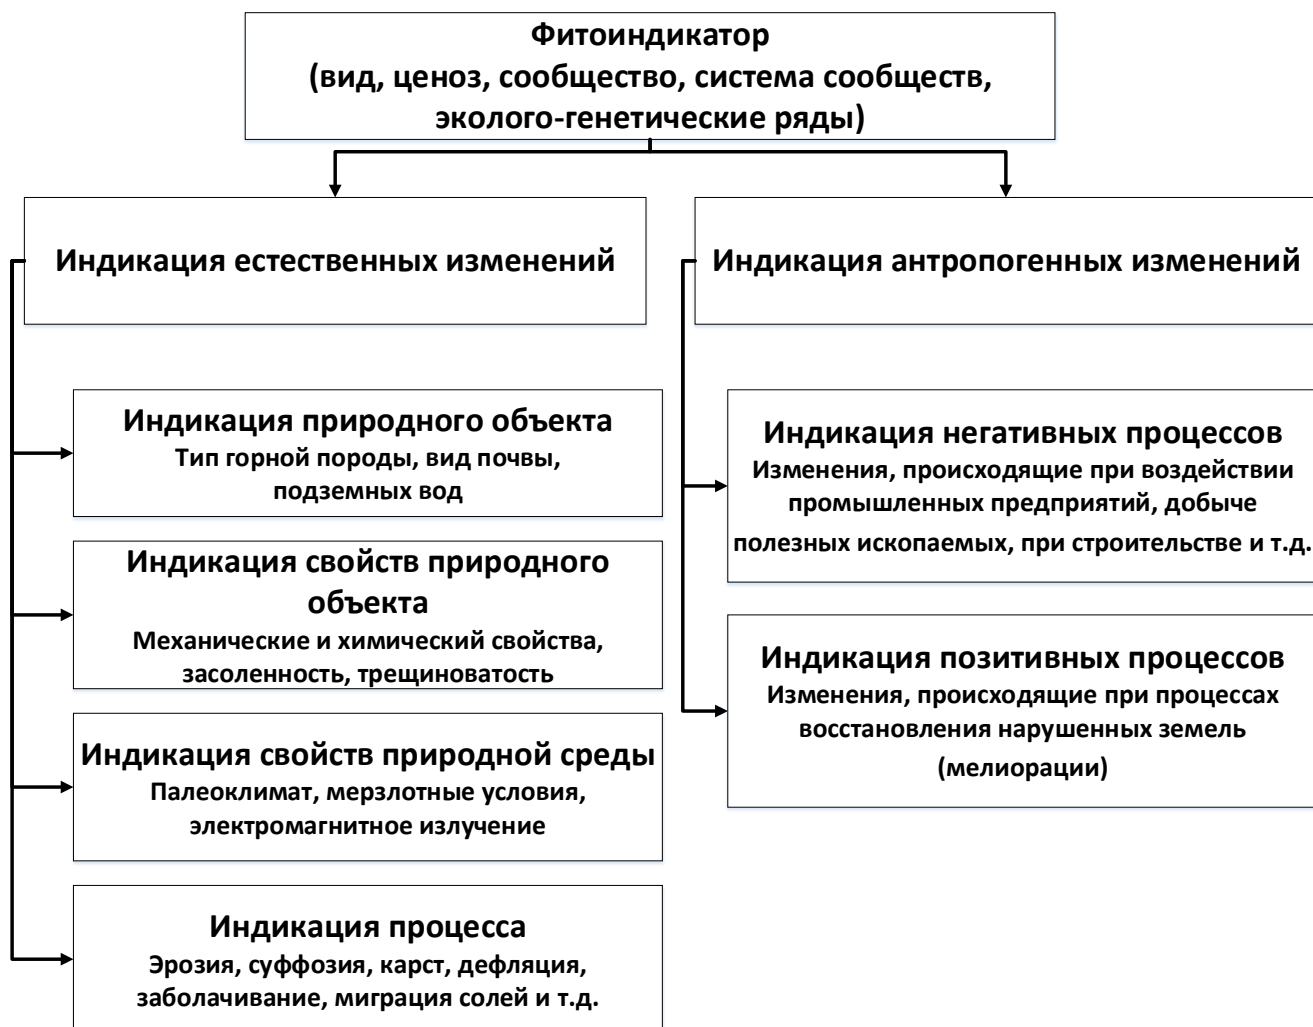 Фитоиндикатор
(вид, ценоз, сообщество, система сообществ,
эколого-генетические ряды)
Индикация естественных изменений
Индикация природного объекта
Тип горной породы, вид почвы,
подземных вод
Индикация свойств природного
объекта
Механические и химический свойства,
засоленность, трещиноватость
Индикация свойств природной среды
Палеоклимат, мерзлотные условия,
электромагнитное излучение
Индикация процесса
Эрозия, суффозия, карст, дефляция,
заболачивание, миграция солей и т.д.
Индикация антропогенных изменений
Индикация негативных процессов
Изменения, происходящие при воздействии
промышленных предприятий, добыче
полезных ископаемых, при строительстве и т.д.
Индикация позитивных процессов
Изменения, происходящие при процессах
восстановления нарушенных земель
(мелиорации)